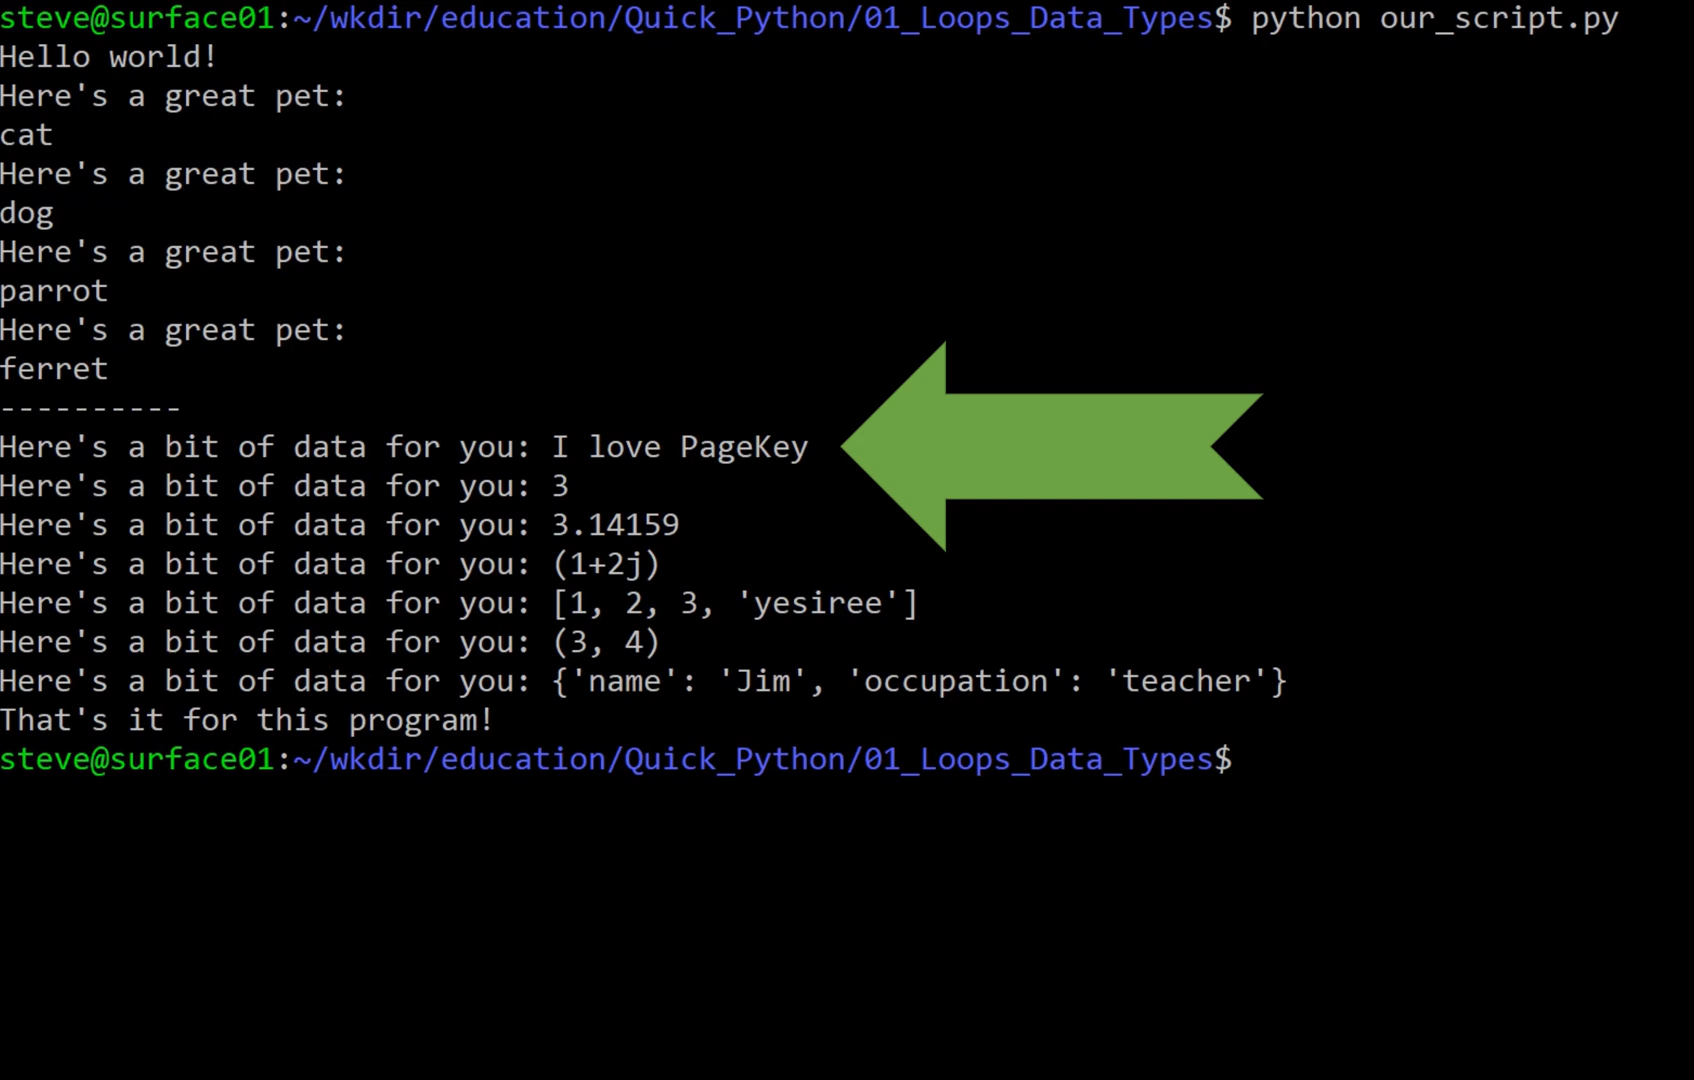 steve@surface01:~/wkdir/education/Quick_Python/01_Loops_Data_Types$ python our_script.py
Hello world!
Here's a great pet:
cat
Here's a great pet:
dog
Here's a great pet:
parrot
Here's a great pet:
ferret
----------
Here's a bit of data for you: I love PageKey
Here's a bit of data for you: 3
Here's a bit of data for you: 3.14159
Here's a bit of data for you: (1+2j)
Here's a bit of data for you: [1, 2, 3, 'yesiree']
Here's a bit of data for you: (3, 4)
Here's a bit of data for you: {'name': 'Jim', 'occupation': 'teacher'}
That's it for this program!
steve@surface01:~/wkdir/education/Quick_Python/01_Loops_Data_Types$